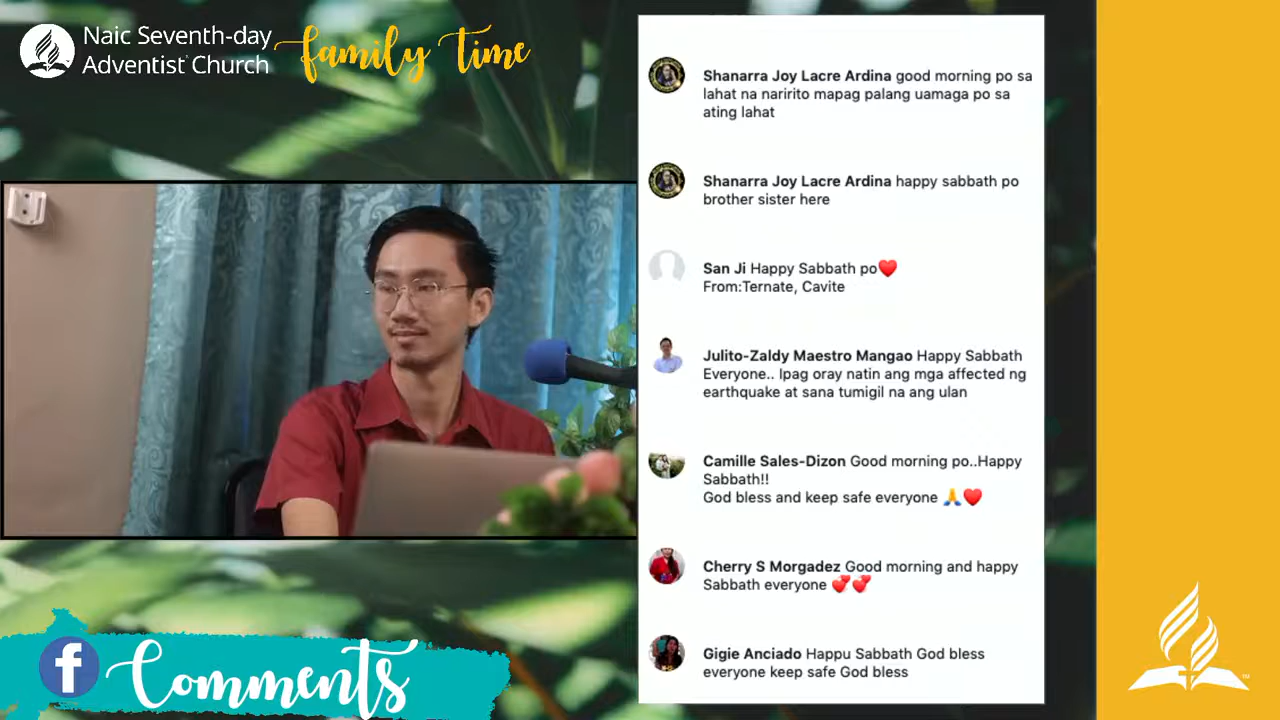 Naic Seventh-day
Adventist Church
family time
Shanarra Joy Lacre Ardina good morning po sa
lahat na naririto mapag palang uamaga po sa
ating lahat
Shanarra Joy Lacre Ardina happy sabbath po
brother sister here
San Ji Happy Sabbath po❤️
From:Ternate, Cavite
Julito-Zaldy Maestro Mangao Happy Sabbath
Everyone.. Ipag oray natin ang mga affected ng
earthquake at sana tumigil na ang ulan
Camille Sales-Dizon Good morning po..Happy
Sabbath!!
God bless and keep safe everyone 🙏❤️
Cherry S Morgadez Good morning and happy
Sabbath everyone 💕💕
Gigie Anciado Happu Sabbath God bless
everyone keep safe God bless
f Comments